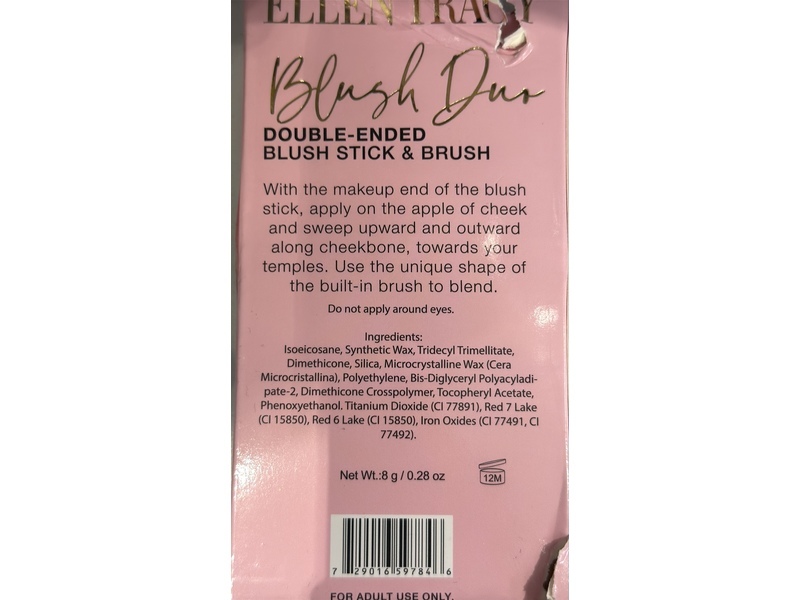 ELLEN TRACY
Blush Duo
DOUBLE-ENDED
BLUSH STICK & BRUSH
With the makeup end of the blush
stick, apply on the apple of cheek
and sweep upward and outward
along cheekbone, towards your
temples. Use the unique shape of
the built-in brush to blend.
Do not apply around eyes.
Ingredients:
Isoeicosane, Synthetic Wax, Tridecyl Trimellitate,
Dimethicone, Silica, Microcrystalline Wax (Cera
Microcristallina), Polyethylene, Bis-Diglyceryl Polyacyladi-
pate-2, Dimethicone Crosspolymer, Tocopheryl Acetate,
Phenoxyethanol. Titanium Dioxide (CI 77891), Red 7 Lake
(CI 15850), Red 6 Lake (CI 15850), Iron Oxides (CI 77491, CI
77492).
Net Wt.:8 g / 0.28 oz
12M
7 29016 59784 6
FOR ADULT USE ONLY.